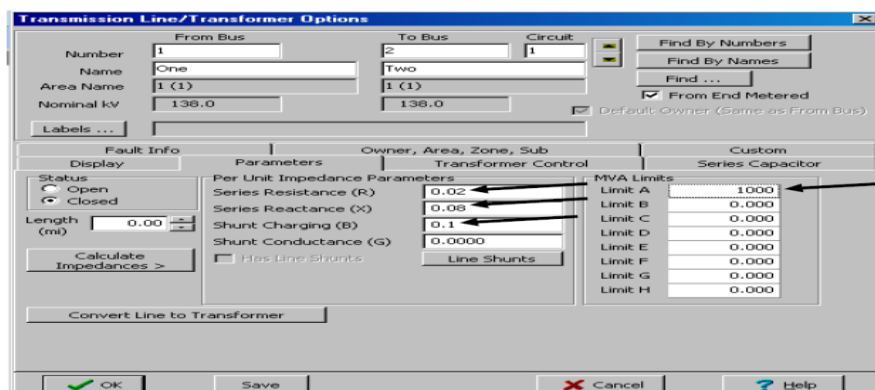 Transmission Line/Transformer Options
From Bus To Bus Circuit
Number 1 2 1 Find By Numbers
Name One Two Find By Names
Area Name 1 (1) 1 (1) Find ...
From End Metered
Nominal kV 138.0 138.0
Default Owner (Same as From Bus)
Labels ...
Fault Info Owner, Area, Zone, Sub Custom
Display Parameters Transformer Control Series Capacitor
Status Per Unit Impedance Parameters MVA Limits
Open Series Resistance (R) 0.02 Limit A 1000
Closed Series Reactance (X) 0.08 Limit B 0.000
Length (mi) 0.00 Shunt Charging (B) 0.1 Limit C 0.000
Shunt Conductance (G) 0.0000 Limit D 0.000
Limit E 0.000
Calculate Impedances > Has Line Shunts Line Shunts Limit F 0.000
Limit G 0.000
Limit H 0.000
Convert Line to Transformer
OK Save Cancel Help